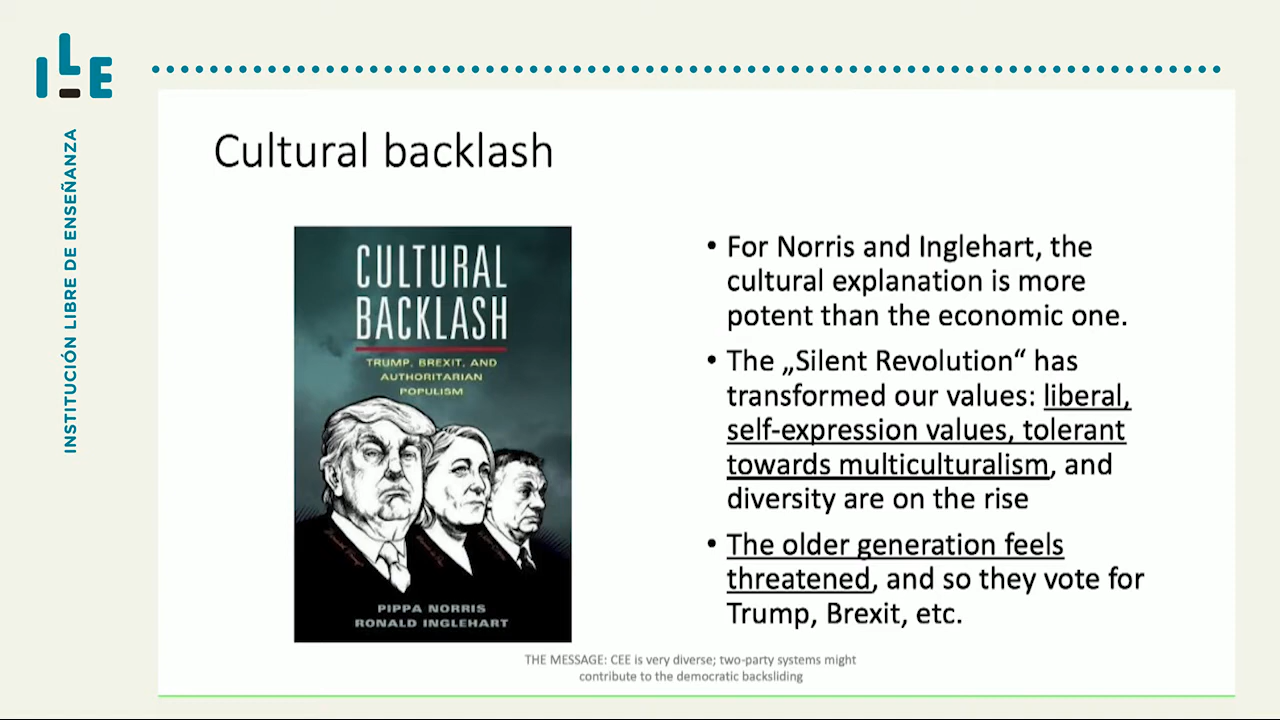 ILE
INSTITUCIÓN LIBRE DE ENSEÑANZA
Cultural backlash
CULTURAL
BACKLASH
TRUMP, BREXIT, AND
AUTHORITARIAN
POPULISM
PIPPA NORRIS
RONALD INGLEHART
• For Norris and Inglehart, the
cultural explanation is more
potent than the economic one.
• The „Silent Revolution“ has
transformed our values: liberal,
self-expression values, tolerant
towards multiculturalism, and
diversity are on the rise
• The older generation feels
threatened, and so they vote for
Trump, Brexit, etc.
THE MESSAGE: CEE is very diverse; two-party systems might
contribute to the democratic backsliding